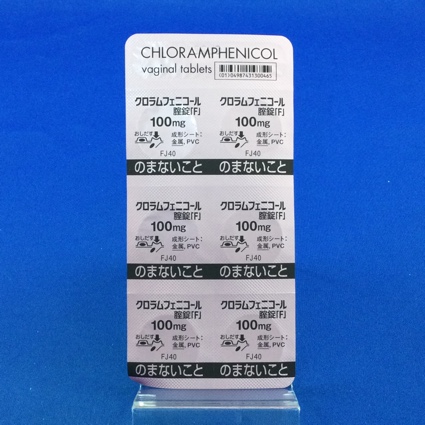 CHLORAMPHENICOL
vaginal tablets
(01)04987431300465
クロラムフェニコール クロラムフェニコール
腟錠「F」 腟錠「F」
100mg 100mg
おしだす 成形シート: おしだす 成形シート:
金属, PVC 金属, PVC
FJ40 FJ40
のまないこと のまないこと
クロラムフェニコール クロラムフェニコール
腟錠「F」 腟錠「F」
100mg 100mg
おしだす 成形シート: おしだす 成形シート:
金属, PVC 金属, PVC
FJ40 FJ40
のまないこと のまないこと
クロラムフェニコール クロラムフェニコール
腟錠「F」 腟錠「F」
100mg 100mg
おしだす 成形シート: おしだす 成形シート:
金属, PVC 金属, PVC
FJ40 FJ40
のまないこと のまないこと